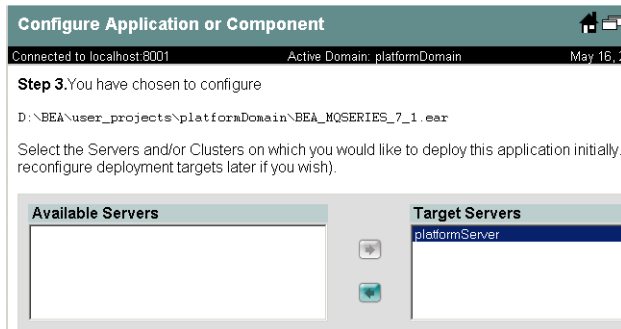 Configure Application or Component
Connected to localhost:8001 Active Domain: platformDomain May 16,
Step 3.You have chosen to configure
D:\BEA\user_projects\platformDomain\BEA_MQSERIES_7_1.ear
Select the Servers and/or Clusters on which you would like to deploy this application initially.
reconfigure deployment targets later if you wish).
Available Servers Target Servers
platformServer